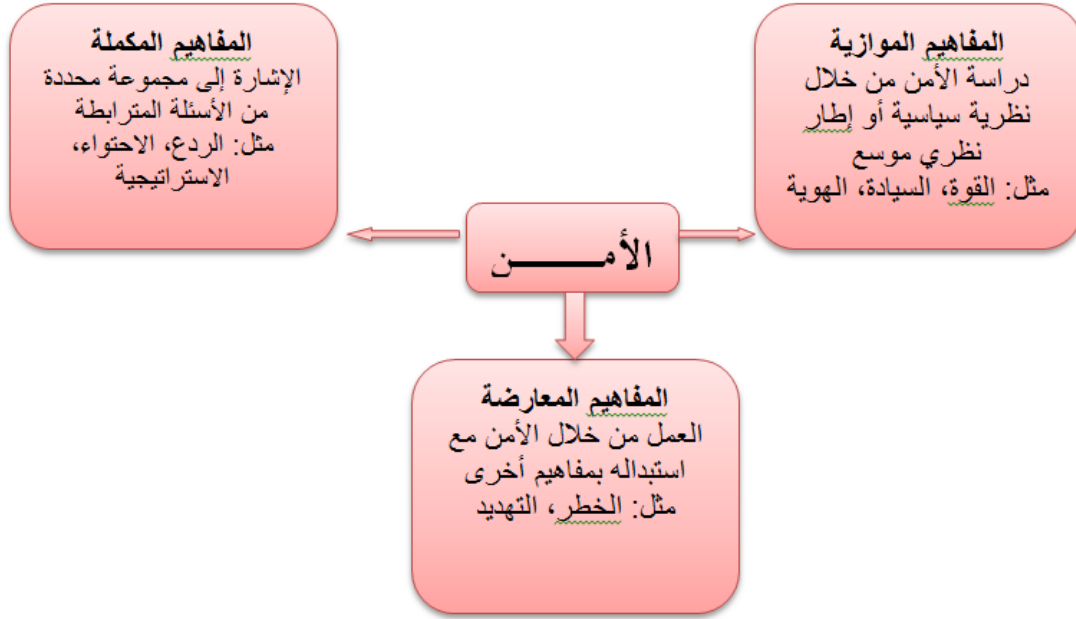 المفاهيم الموازية
دراسة الأمن من خلال
نظرية سياسية أو إطار
نظري موسع
مثل: القوة، السيادة، الهوية
المفاهيم المكملة
الإشارة إلى مجموعة محددة
من الأسئلة المترابطة
مثل: الردع، الاحتواء،
الاستراتيجية
الأمـــــــن
المفاهيم المعارضة
العمل من خلال الأمن مع
استبداله بمفاهيم أخرى
مثل: الخطر، التهديد